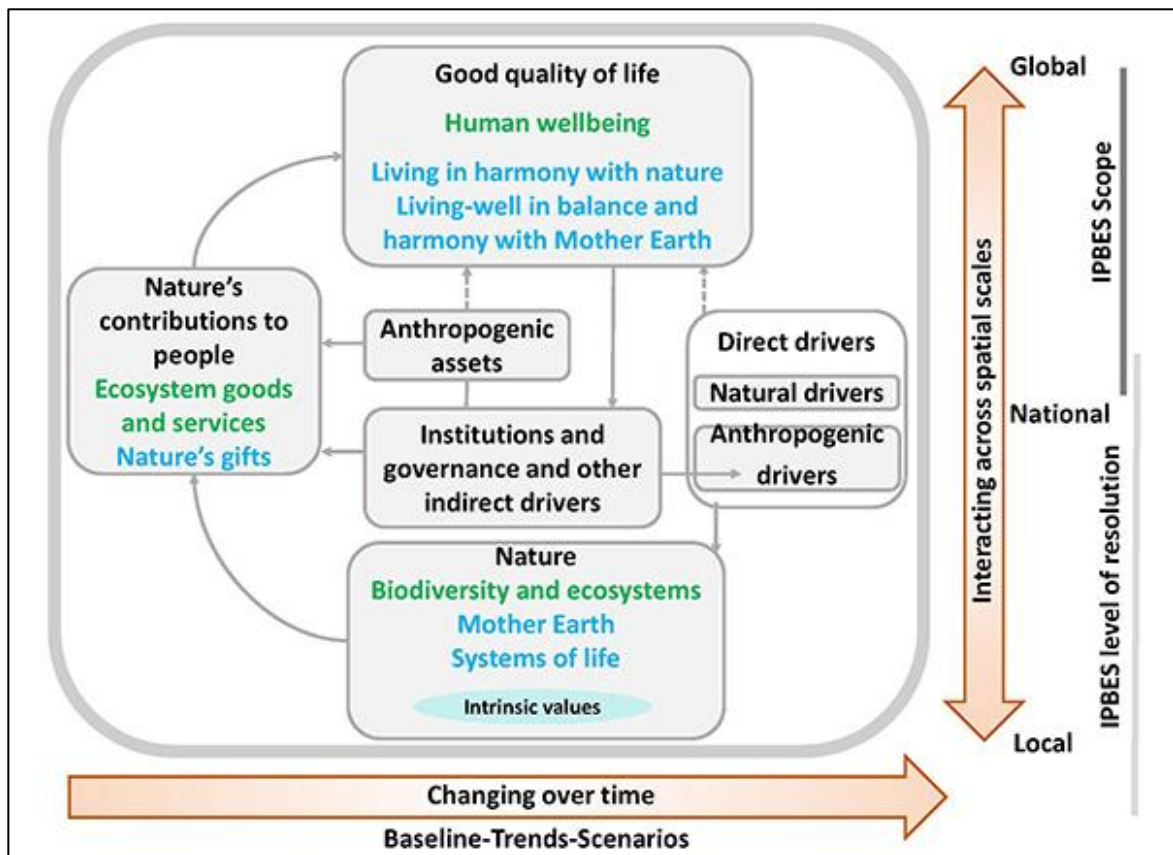 Good quality of life
Human wellbeing
Living in harmony with nature
Living-well in balance and
harmony with Mother Earth
Nature's
contributions to
people
Ecosystem goods
and services
Nature's gifts
Anthropogenic
assets
Direct drivers
Natural drivers
Anthropogenic
drivers
Institutions and
governance and other
indirect drivers
Nature
Biodiversity and ecosystems
Mother Earth
Systems of life
Intrinsic values
Global
National
Local
Interacting across spatial scales
IPBES Scope
IPBES level of resolution
Changing over time
Baseline-Trends-Scenarios